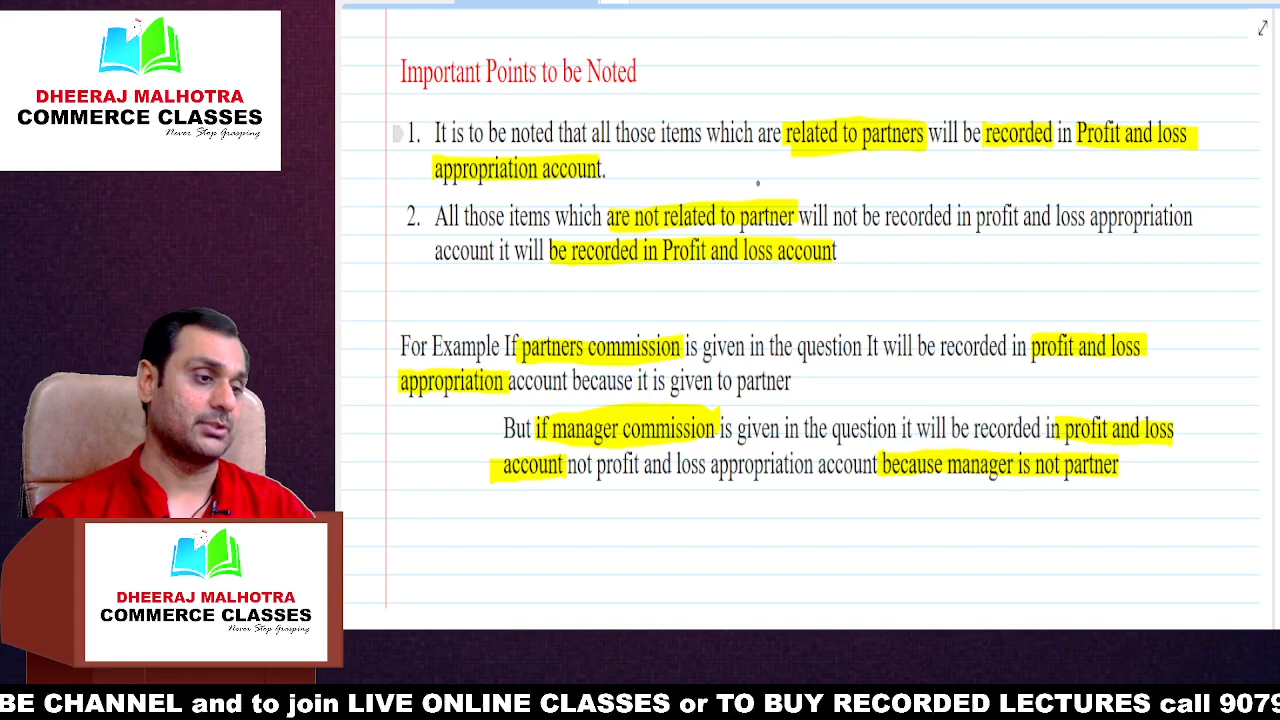 DHEERAJ MALHOTRA
COMMERCE CLASSES
Never Stop Grasping
Important Points to be Noted
1. It is to be noted that all those items which are related to partners will be recorded in Profit and loss
appropriation account.
2. All those items which are not related to partner will not be recorded in profit and loss appropriation
account it will be recorded in Profit and loss account
For Example If partners commission is given in the question It will be recorded in profit and loss
appropriation account because it is given to partner
But if manager commission is given in the question it will be recorded in profit and loss
account not profit and loss appropriation account because manager is not partner
DHEERAJ MALHOTRA
COMMERCE CLASSES
Never Stop Grasping
BE CHANNEL and to join LIVE ONLINE CLASSES or TO BUY RECORDED LECTURES call 9079